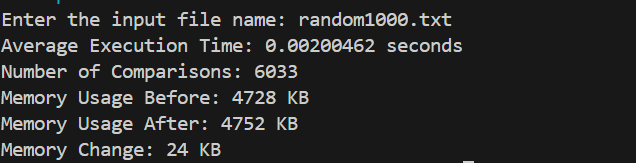 Enter the input file name: random1000.txt
Average Execution Time: 0.00200462 seconds
Number of Comparisons: 6033
Memory Usage Before: 4728 KB
Memory Usage After: 4752 KB
Memory Change: 24 KB